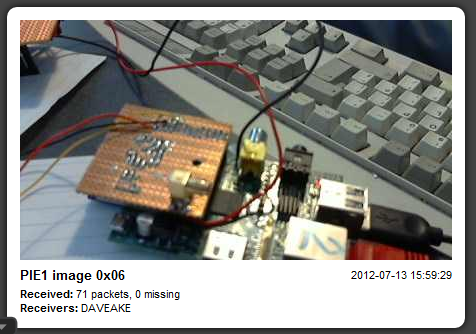 PIE1 image 0x06
2012-07-13 15:59:29
Received: 71 packets, 0 missing
Receivers: DAVEAKE